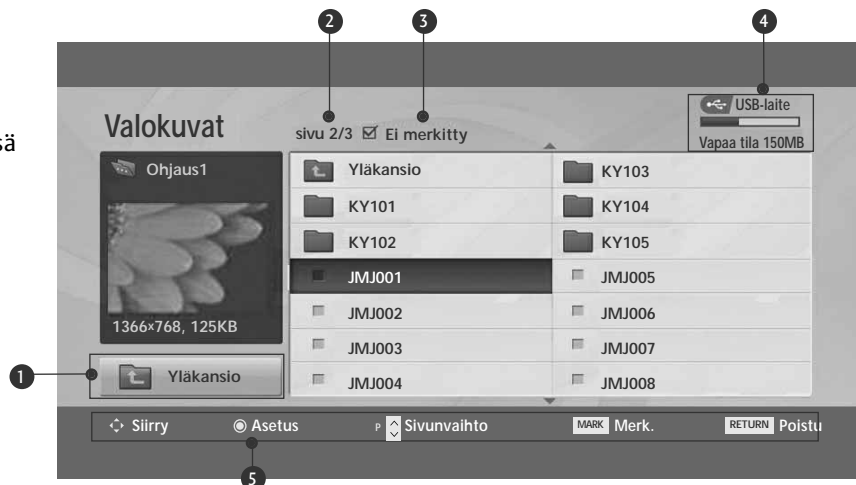 2 3 4
USB-laite
Valokuvat
sivu 2/3 Ei merkitty
Vapaa tila 150MB
sä
Ohjaus1
Yläkansio KY103
KY101 KY104
KY102 KY105
JMJ001 JMJ005
JMJ002 JMJ006
1366×768, 125KB
JMJ003 JMJ007
1 Yläkansio
JMJ004 JMJ008
Siirry Asetus P Sivunvaihto MARK Merk. RETURN Poistu
5